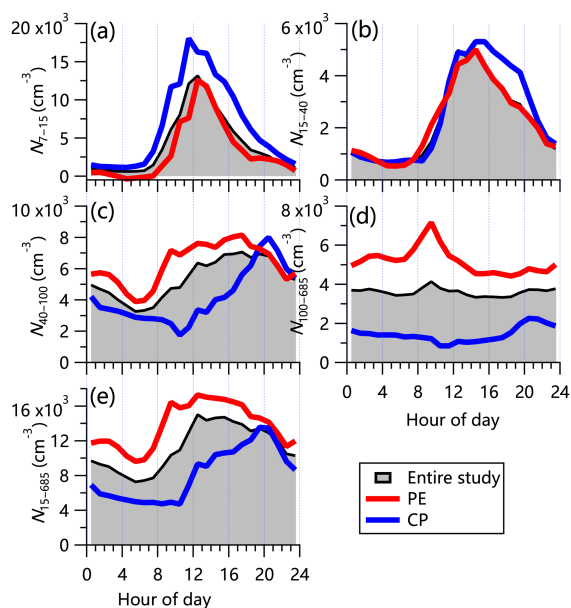 20 x10³
(a)
15
10
5
0
N7–15 (cm⁻³)
6 x10³
(b)
4
2
0
N15–40 (cm⁻³)
10 x10³
(c)
8
6
4
2
0
N40–100 (cm⁻³)
8 x10³
(d)
6
4
2
0
N100–685 (cm⁻³)
0 4 8 12 16 20 24
Hour of day
16 x10³
(e)
12
8
4
0
N15–685 (cm⁻³)
0 4 8 12 16 20 24
Hour of day
Entire study
PE
CP